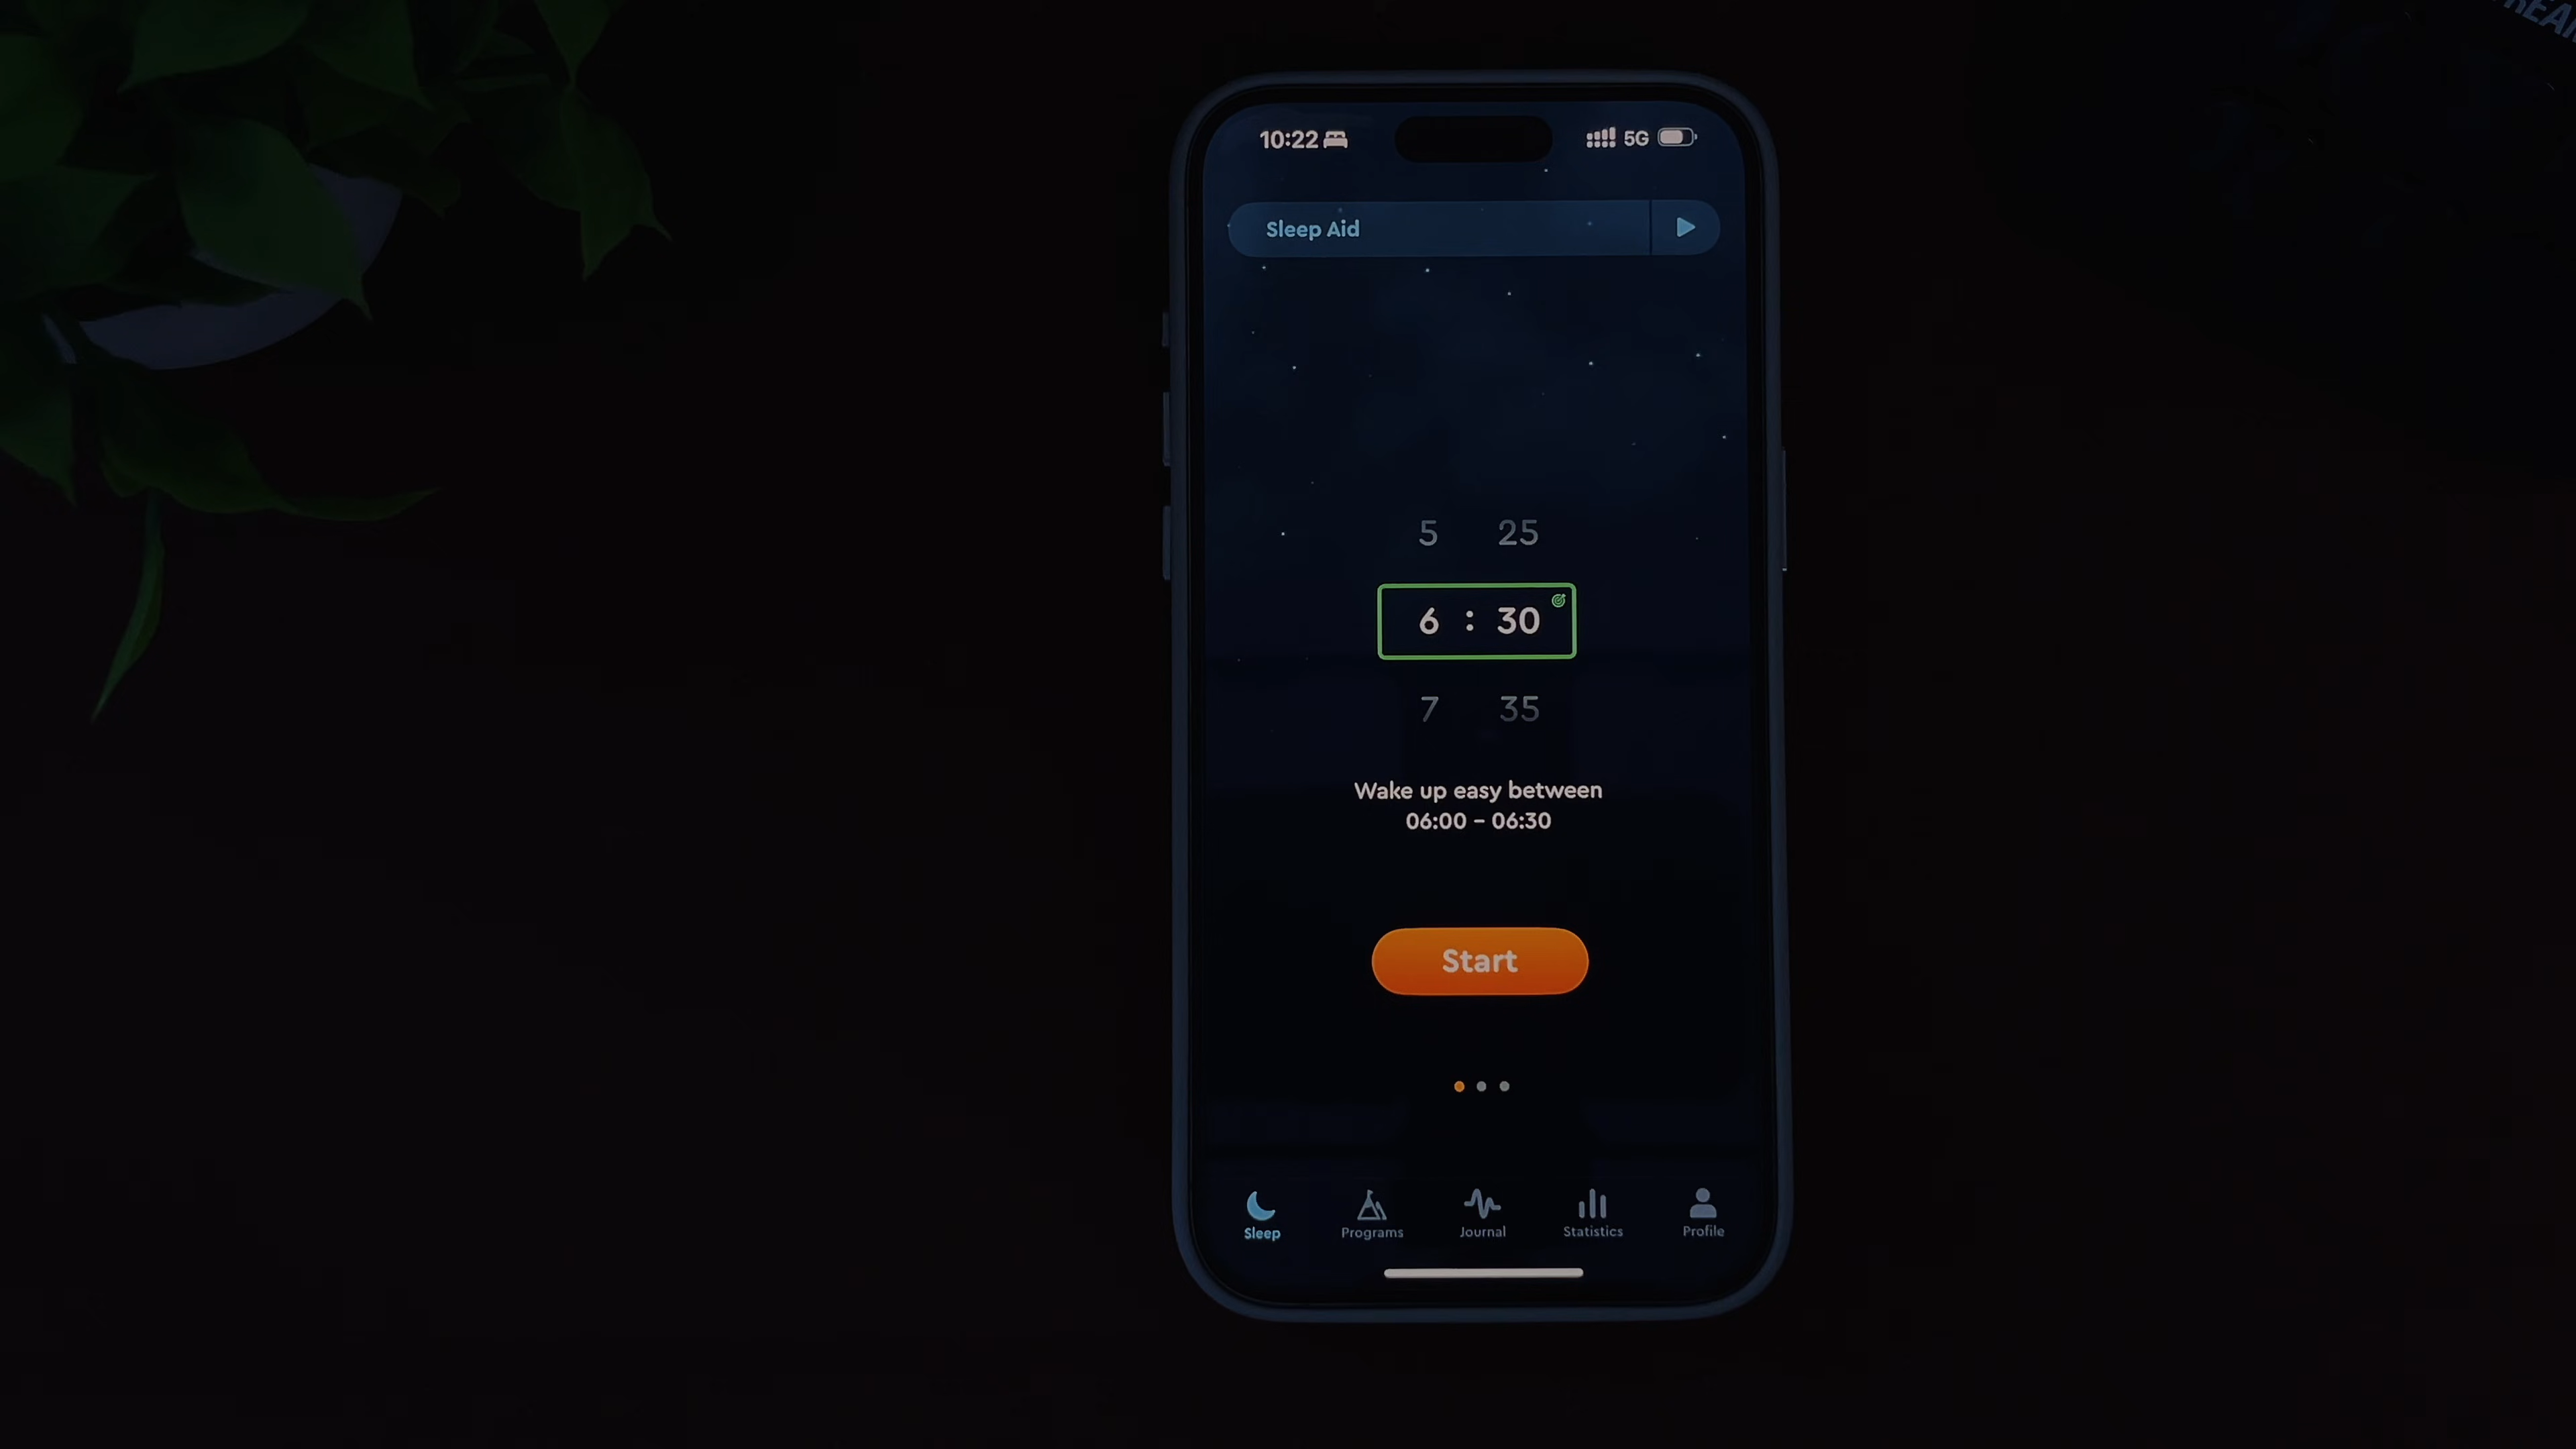 10:22
5G
Sleep Aid
5 25
6 : 30
7 35
Wake up easy between
06:00 – 06:30
Start
Sleep Programs Journal Statistics Profile